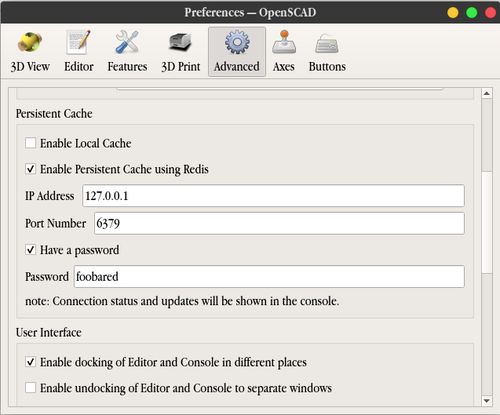 Preferences — OpenSCAD
3D View Editor Features 3D Print Advanced Axes Buttons
Persistent Cache
Enable Local Cache
Enable Persistent Cache using Redis
IP Address 127.0.0.1
Port Number 6379
Have a password
Password foobared
note: Connection status and updates will be shown in the console.
User Interface
Enable docking of Editor and Console in different places
Enable undocking of Editor and Console to separate windows